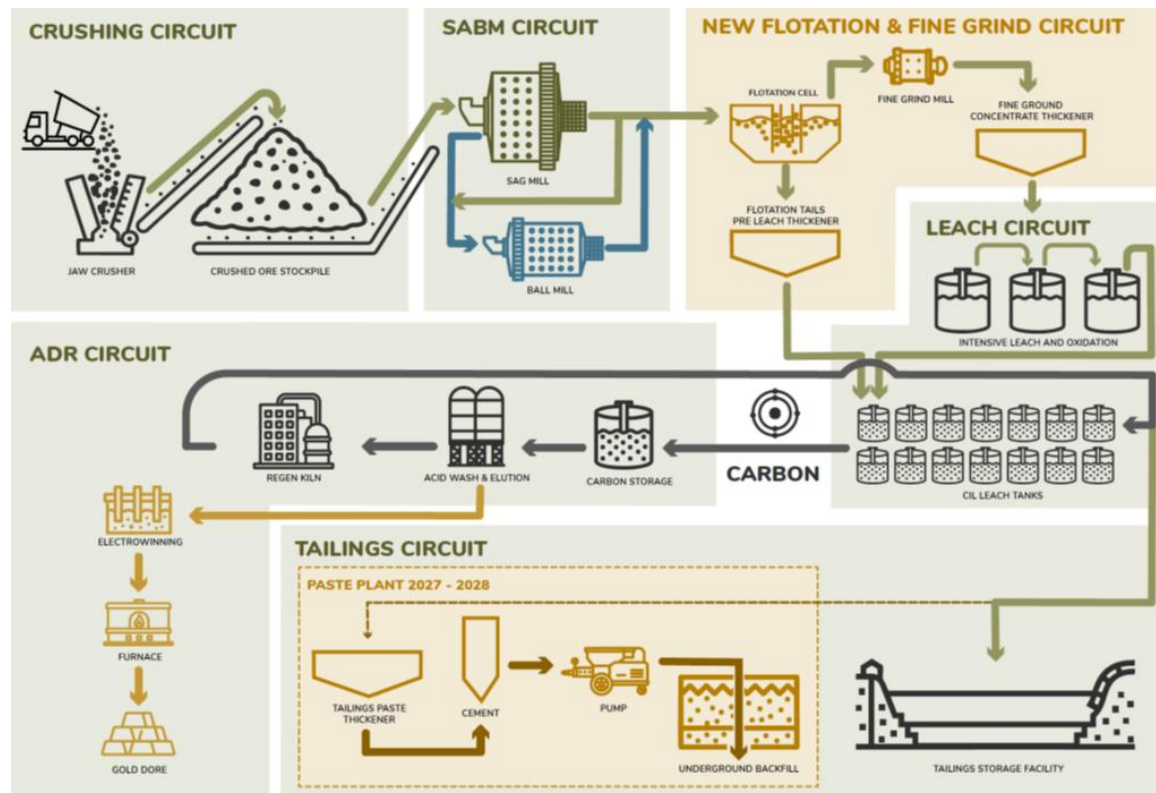 CRUSHING CIRCUIT
JAW CRUSHER
CRUSHED ORE STOCKPILE
SABM CIRCUIT
SAG MILL
BALL MILL
NEW FLOTATION & FINE GRIND CIRCUIT
FLOTATION CELL
FINE GRIND MILL
FINE GROUND
CONCENTRATE THICKENER
FLOTATION TAILS
PRE LEACH THICKENER
LEACH CIRCUIT
INTENSIVE LEACH AND OXIDATION
CIL LEACH TANKS
CARBON
ADR CIRCUIT
REGEN KILN
ACID WASH & ELUTION
CARBON STORAGE
ELECTROWINNING
FURNACE
GOLD DORE
TAILINGS CIRCUIT
PASTE PLANT 2027 - 2028
TAILINGS PASTE
THICKENER
CEMENT
PUMP
UNDERGROUND BACKFILL
TAILINGS STORAGE FACILITY